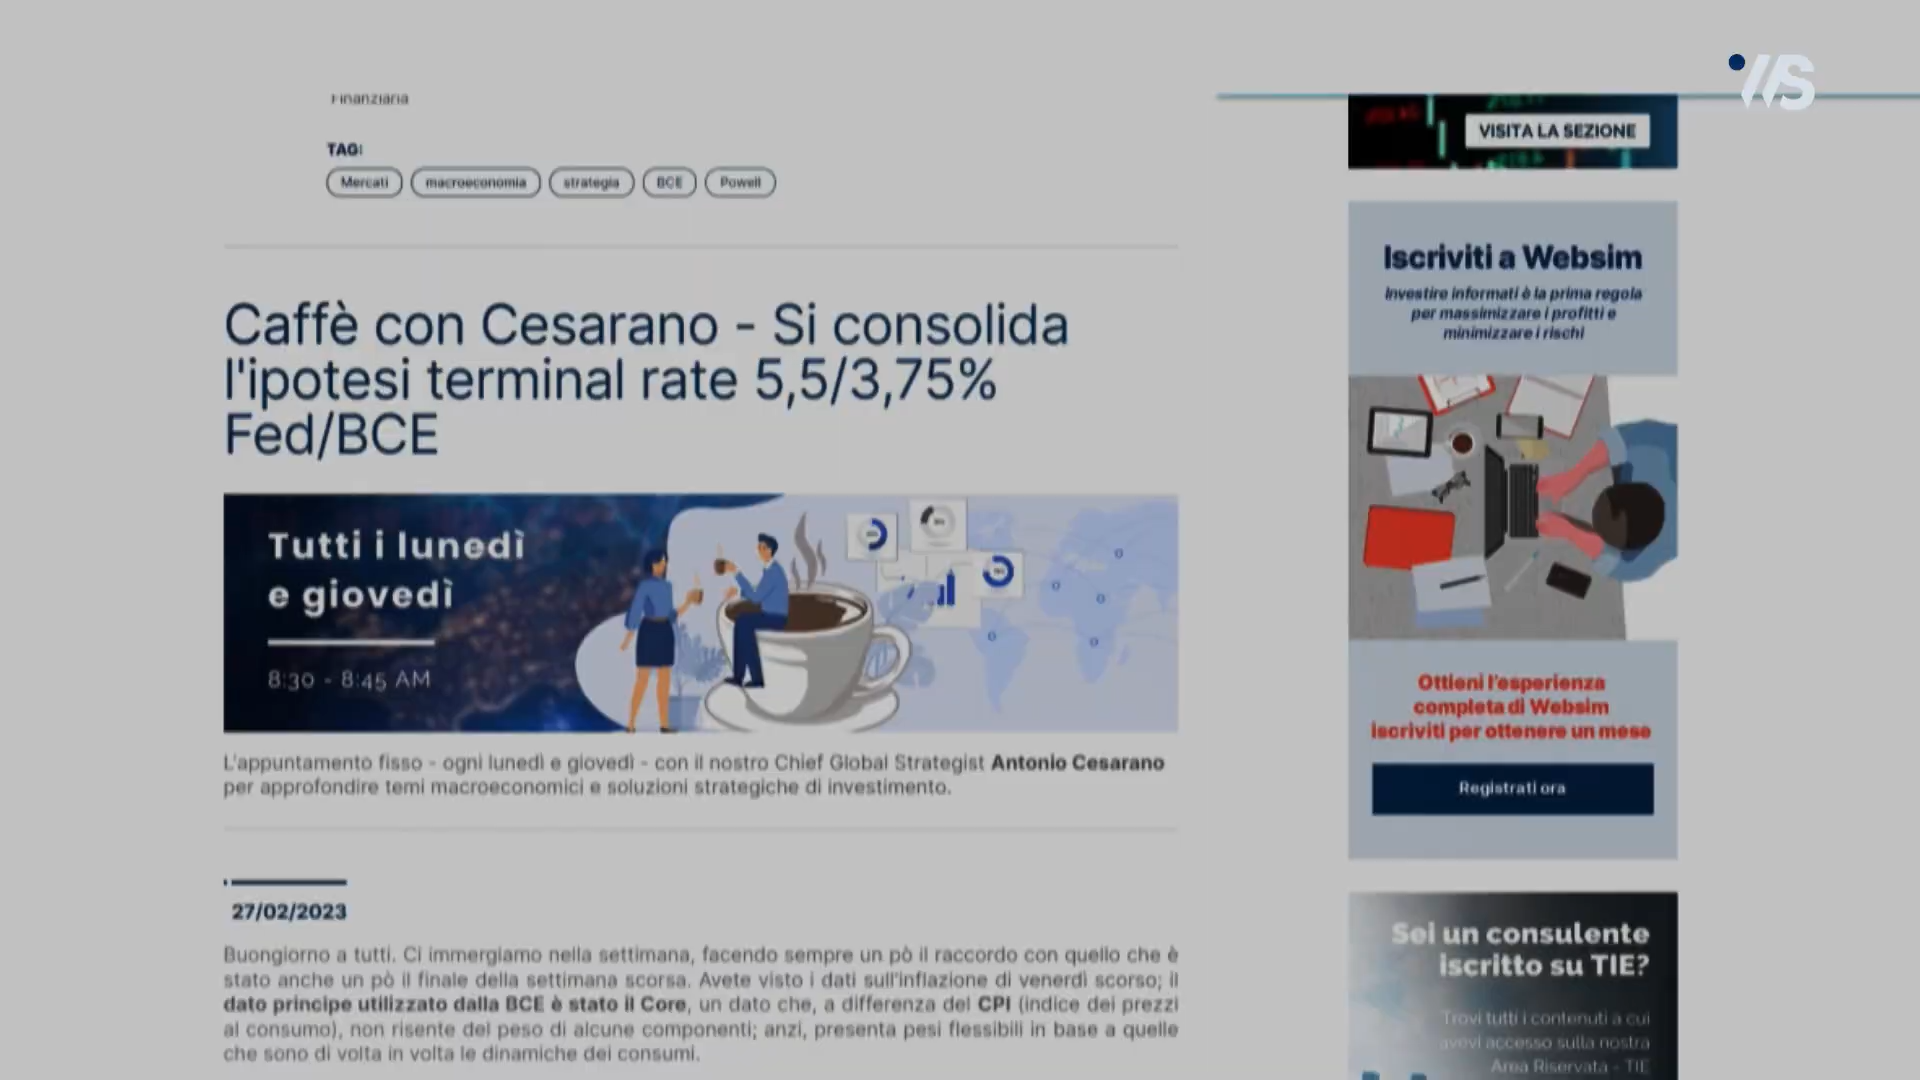 Finanziaria
TAG:
Mercati
macroeconomia
strategia
BCE
Powell
Caffè con Cesarano - Si consolida
l'ipotesi terminal rate 5,5/3,75%
Fed/BCE
Tutti i lunedì
e giovedì
8:30 - 8:45 AM
L'appuntamento fisso - ogni lunedì e giovedì - con il nostro Chief Global Strategist Antonio Cesarano
per approfondire temi macroeconomici e soluzioni strategiche di investimento.
27/02/2023
Buongiorno a tutti. Ci immergiamo nella settimana, facendo sempre un pò il raccordo con quello che è
stato anche un pò il finale della settimana scorsa. Avete visto i dati sull'inflazione di venerdì scorso; il
dato principe utilizzato dalla BCE è stato il Core, un dato che, a differenza del CPI (indice dei prezzi
al consumo), non risente del peso di alcune componenti; anzi, presenta pesi flessibili in base a quelle
che sono di volta in volta le dinamiche dei consumi.
WS
VISITA LA SEZIONE
Iscriviti a Websim
Investire informati è la prima regola
per massimizzare i profitti e
minimizzare i rischi
Ottieni l'esperienza
completa di Websim
iscriviti per ottenere un mese
Registrati ora
Sei un consulente
iscritto su TIE?
Trovi tutti i contenuti a cui
avevi accesso sulla nostra
Area Riservata - TIE